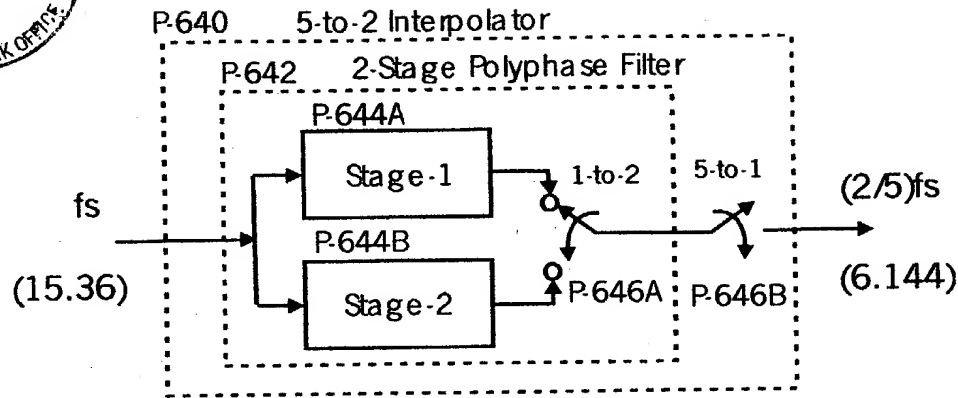 K OFFICE
P-640 5-to-2 Interpolator
P-642 2-Stage Polyphase Filter
P-644A
Stage-1
1-to-2
5-to-1
fs
(2/5)fs
P-644B
(15.36)
Stage-2
P-646A
P-646B
(6.144)